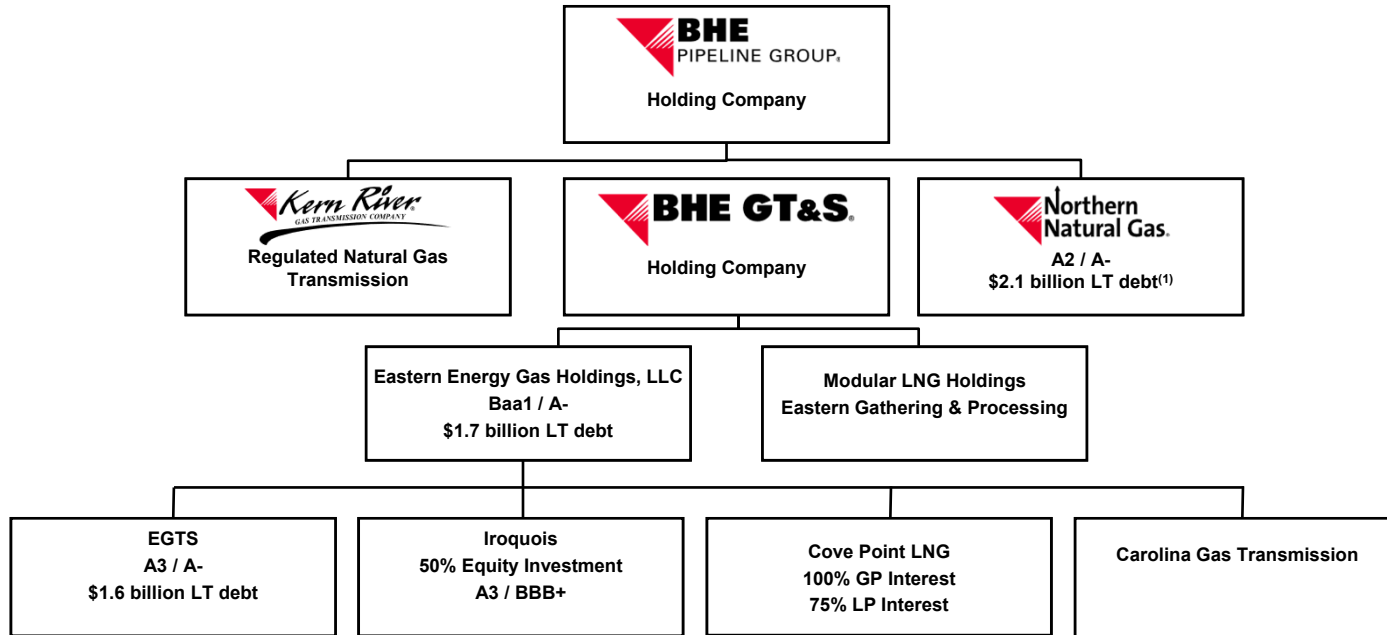 BHE
PIPELINE GROUP®
Holding Company
Kern River®
GAS TRANSMISSION COMPANY
Regulated Natural Gas
Transmission
BHE GT&S®
Holding Company
Northern
Natural Gas®
A2 / A-
$2.1 billion LT debt(1)
Eastern Energy Gas Holdings, LLC
Baa1 / A-
$1.7 billion LT debt
Modular LNG Holdings
Eastern Gathering & Processing
EGTS
A3 / A-
$1.6 billion LT debt
Iroquois
50% Equity Investment
A3 / BBB+
Cove Point LNG
100% GP Interest
75% LP Interest
Carolina Gas Transmission